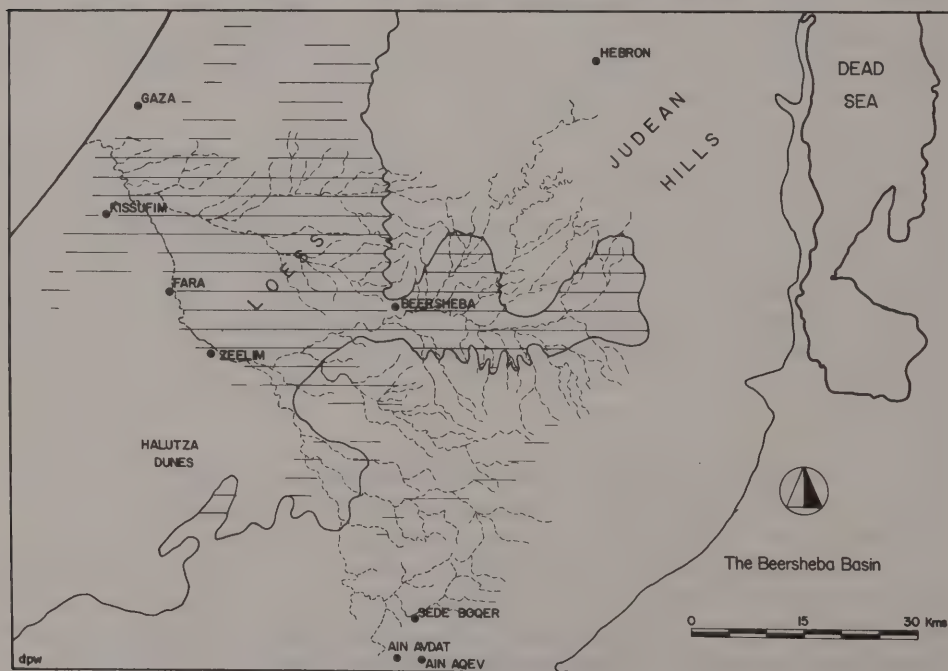 HEBRON
DEAD
SEA
GAZA
JUDEAN
HILLS
KISSUFIM
LOESS
FARA
BEERSHEBA
ZEELIM
HALUTZA
DUNES
The Beersheba Basin
SEDE BOQER
0 15 30 Kms
AIN AVDAT
AIN AQEV
dpw